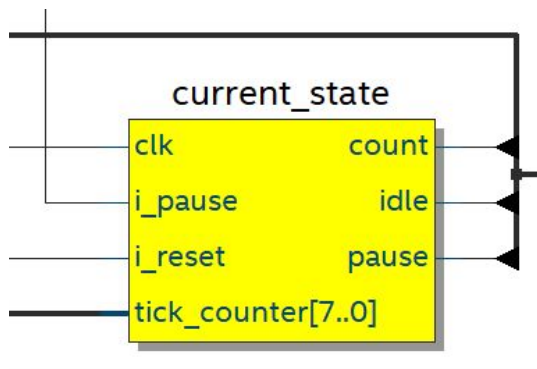 current_state
clk count
i_pause idle
i_reset pause
tick_counter[7..0]